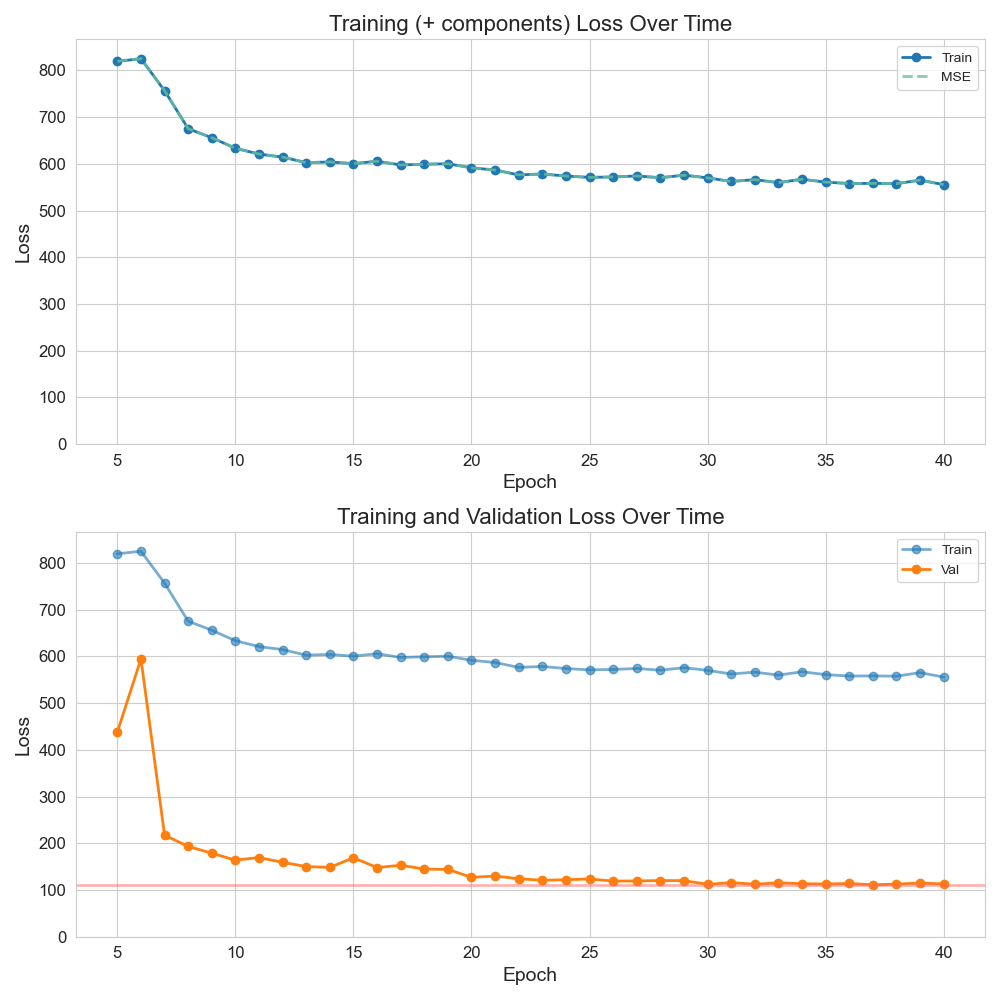 Training (+ components) Loss Over Time
Train
MSE
800
700
600
500
400
300
200
100
0
Loss
5 10 15 20 25 30 35 40
Epoch
Training and Validation Loss Over Time
Train
Val
800
700
600
500
400
300
200
100
0
Loss
5 10 15 20 25 30 35 40
Epoch